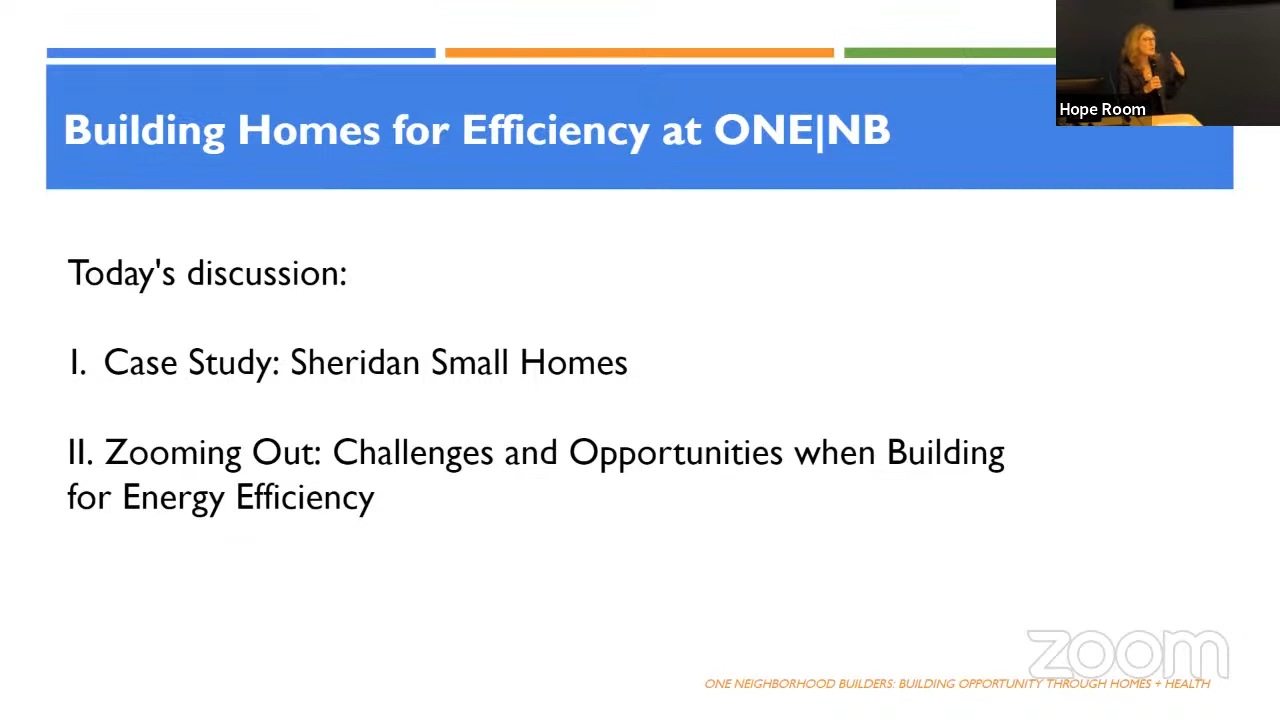 Hope Room
Building Homes for Efficiency at ONE|NB
Today's discussion:
I. Case Study: Sheridan Small Homes
II. Zooming Out: Challenges and Opportunities when Building
for Energy Efficiency
zoom
ONE NEIGHBORHOOD BUILDERS: BUILDING OPPORTUNITY THROUGH HOMES + HEALTH